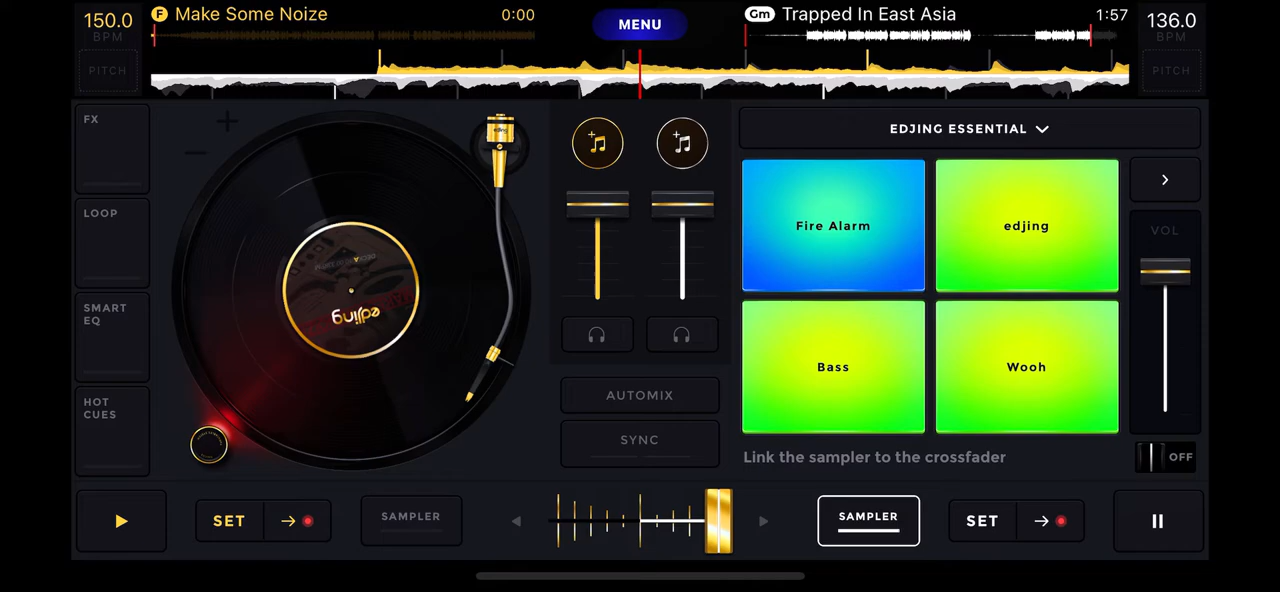 150.0
BPM
PITCH
F Make Some Noize 0:00
MENU
Gm Trapped In East Asia 1:57
136.0
BPM
PITCH
FX
LOOP
SMART
EQ
HOT
CUES
edjing
edjing
AUTOMIX
SYNC
EDJING ESSENTIAL
Fire Alarm
edjing
Bass
Wooh
VOL
Link the sampler to the crossfader
OFF
SET
SAMPLER
SAMPLER
SET